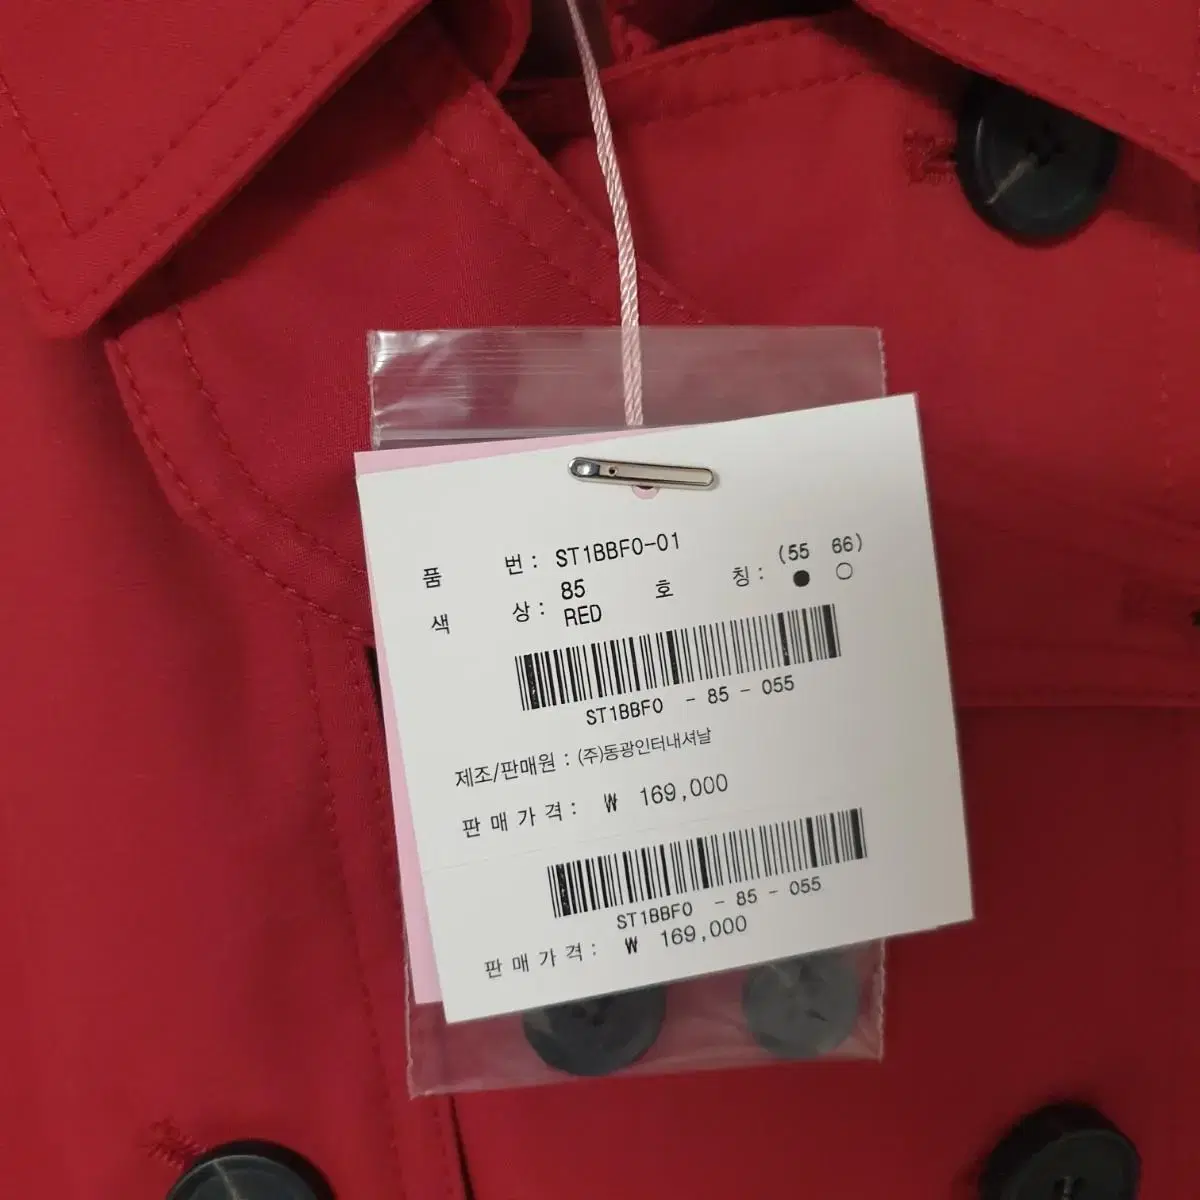 품 번 : ST1BBF0-01 (55 66)
색 상 : 85 호 칭 : ● ○
RED
ST1BBF0 - 85 - 055
제조/판매원 : (주)동광인터내셔날
판매가격 : ₩ 169,000
ST1BBF0 - 85 - 055
판매가격 : ₩ 169,000